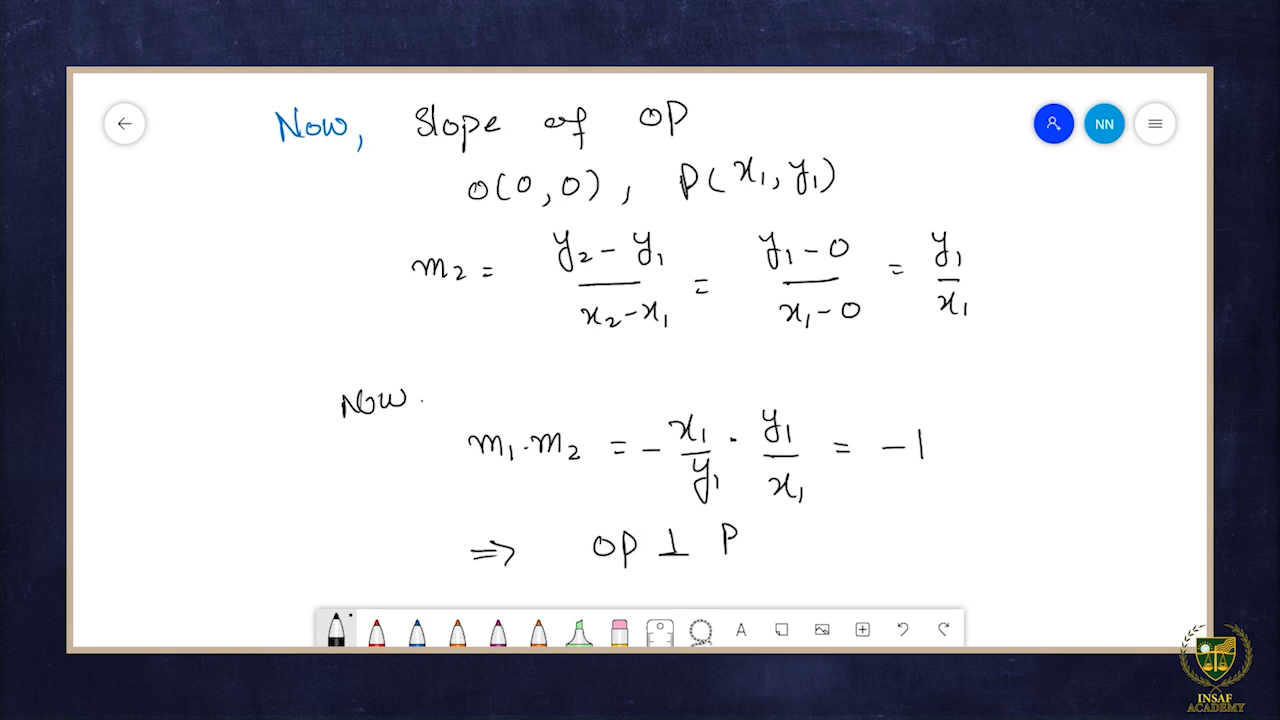 Now, Slope of OP
O(0,0), P(x₁, y₁)
m₂ = (y₂ - y₁)/(x₂ - x₁) = (y₁ - 0)/(x₁ - 0) = y₁/x₁
Now.
m₁·m₂ = - x₁/y₁ · y₁/x₁ = -1
⇒ OP ⊥ P
NN
A
INSAF
ACADEMY